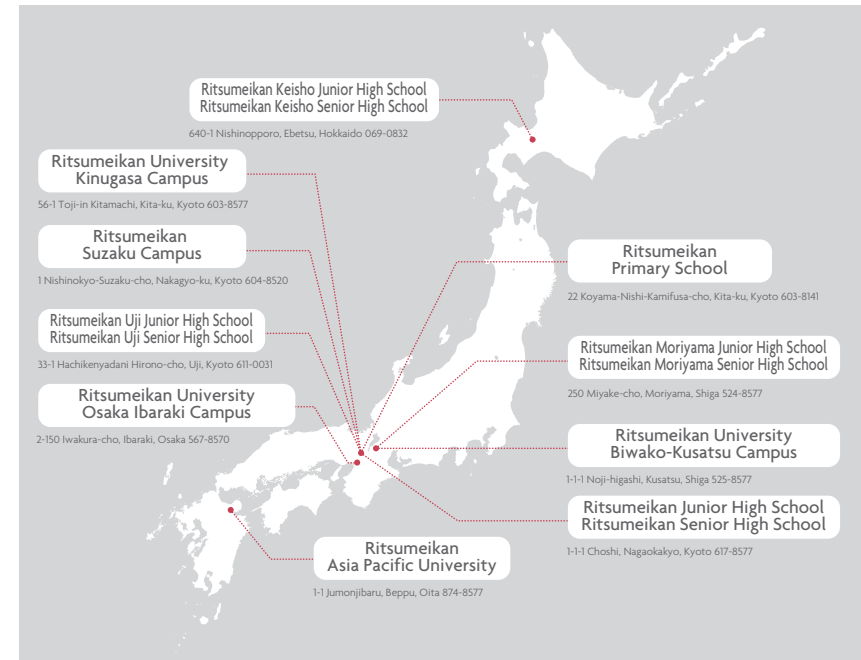 Ritsumeikan Keisho Junior High School
Ritsumeikan Keisho Senior High School
640-1 Nishinopporo, Ebetsu, Hokkaido 069-0832
Ritsumeikan University
Kinugasa Campus
56-1 Toji-in Kitamachi, Kita-ku, Kyoto 603-8577
Ritsumeikan
Suzaku Campus
1 Nishinokyo-Suzaku-cho, Nakagyo-ku, Kyoto 604-8520
Ritsumeikan Uji Junior High School
Ritsumeikan Uji Senior High School
33-1 Hachikenyadani Hirono-cho, Uji, Kyoto 611-0031
Ritsumeikan University
Osaka Ibaraki Campus
2-150 Iwakura-cho, Ibaraki, Osaka 567-8570
Ritsumeikan
Primary School
22 Koyama-Nishi-Kamifusa-cho, Kita-ku, Kyoto 603-8141
Ritsumeikan Moriyama Junior High School
Ritsumeikan Moriyama Senior High School
250 Miyake-cho, Moriyama, Shiga 524-8577
Ritsumeikan University
Biwako-Kusatsu Campus
1-1-1 Noji-higashi, Kusatsu, Shiga 525-8577
Ritsumeikan Junior High School
Ritsumeikan Senior High School
1-1-1 Choshi, Nagaokakyo, Kyoto 617-8577
Ritsumeikan
Asia Pacific University
1-1 Jumonjibaru, Beppu, Oita 874-8577